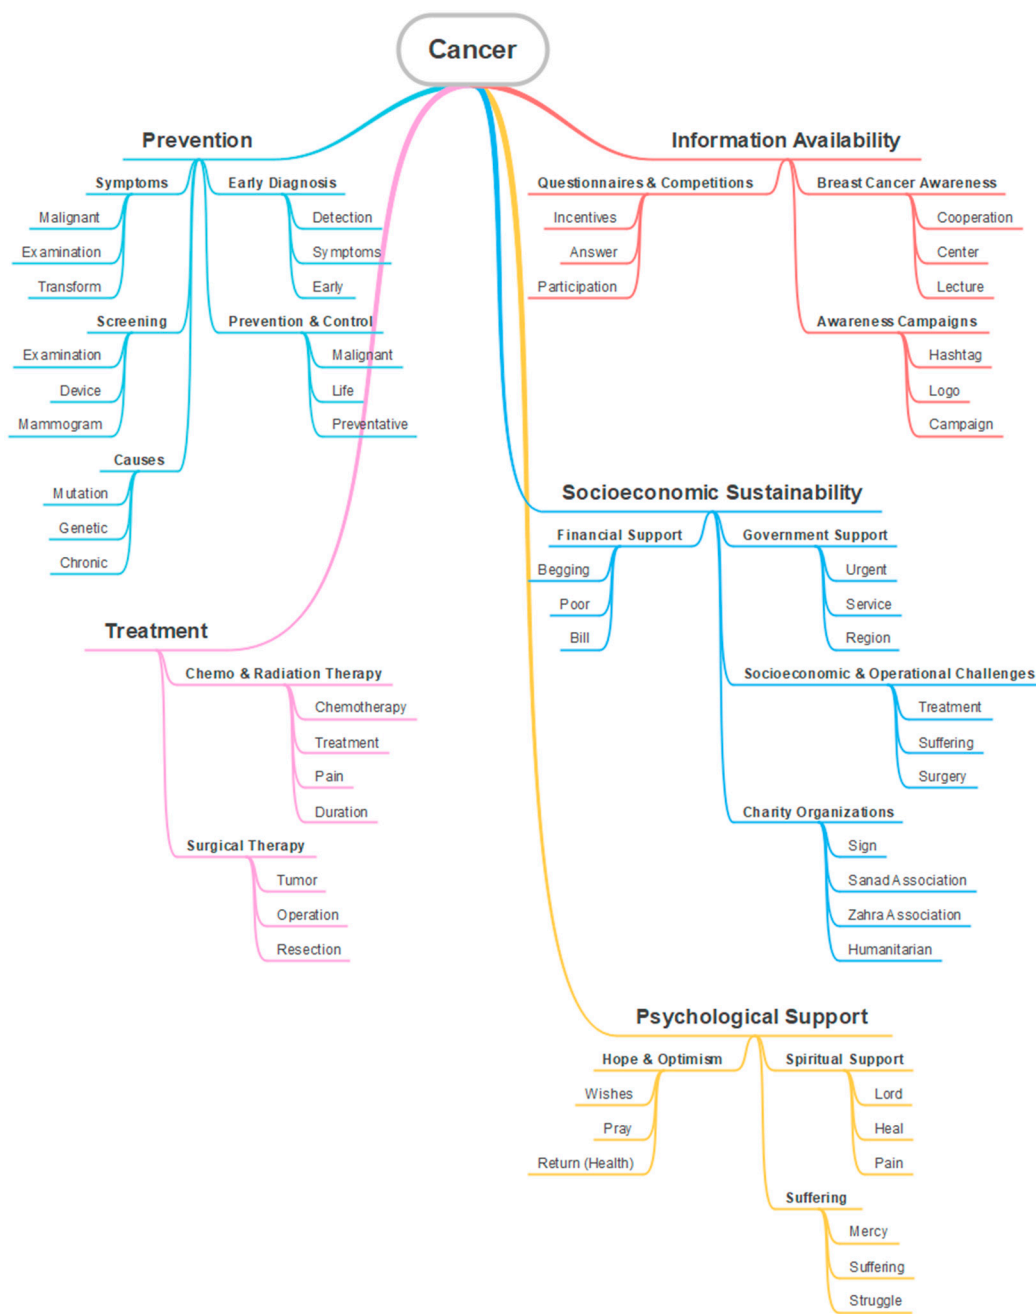 Cancer
Prevention
Symptoms
Malignant
Examination
Transform
Early Diagnosis
Detection
Symptoms
Early
Screening
Examination
Device
Mammogram
Prevention & Control
Malignant
Life
Preventative
Causes
Mutation
Genetic
Chronic
Treatment
Chemo & Radiation Therapy
Chemotherapy
Treatment
Pain
Duration
Surgical Therapy
Tumor
Operation
Resection
Information Availability
Questionnaires & Competitions
Incentives
Answer
Participation
Breast Cancer Awareness
Cooperation
Center
Lecture
Awareness Campaigns
Hashtag
Logo
Campaign
Socioeconomic Sustainability
Financial Support
Begging
Poor
Bill
Government Support
Urgent
Service
Region
Socioeconomic & Operational Challenges
Treatment
Suffering
Surgery
Charity Organizations
Sign
Sanad Association
Zahra Association
Humanitarian
Psychological Support
Hope & Optimism
Wishes
Pray
Return (Health)
Spiritual Support
Lord
Heal
Pain
Suffering
Mercy
Suffering
Struggle